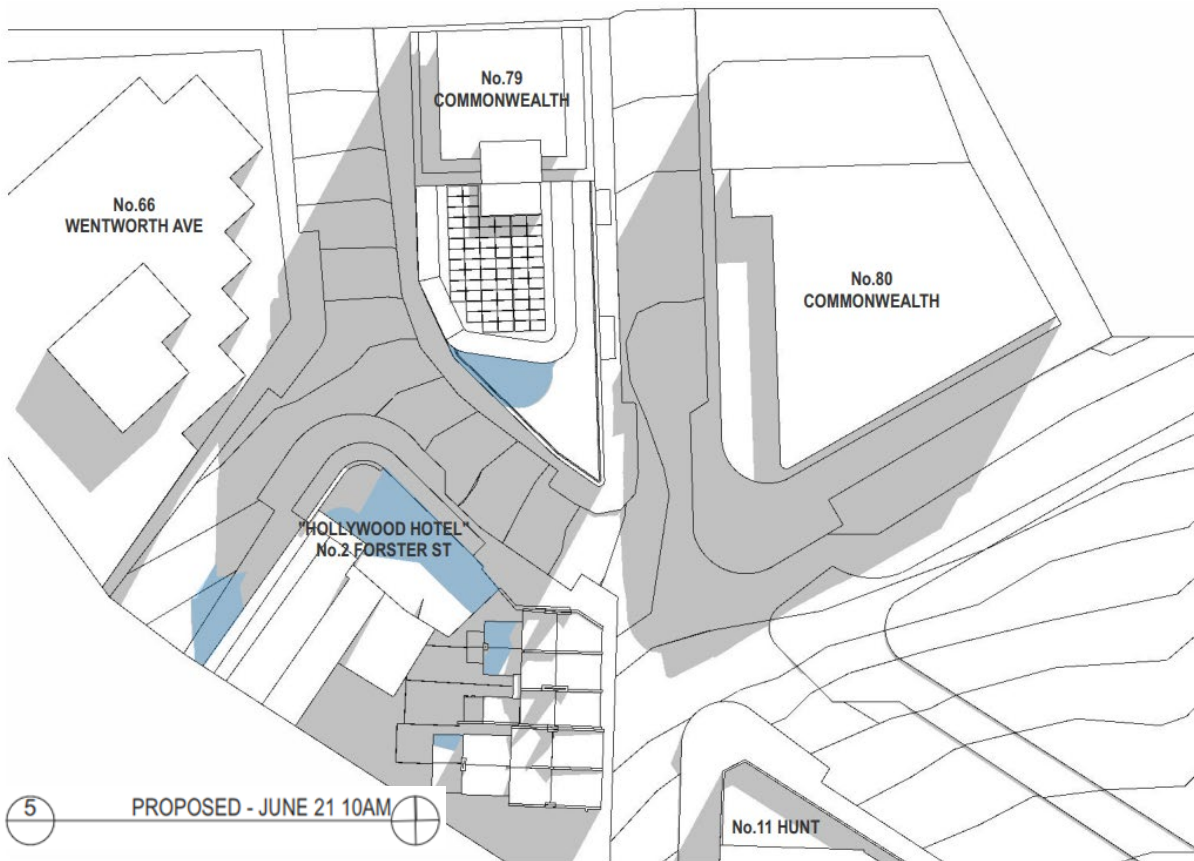 No.79
COMMONWEALTH
No.66
WENTWORTH AVE
No.80
COMMONWEALTH
"HOLLYWOOD HOTEL"
No.2 FORSTER ST
5 PROPOSED - JUNE 21 10AM
No.11 HUNT